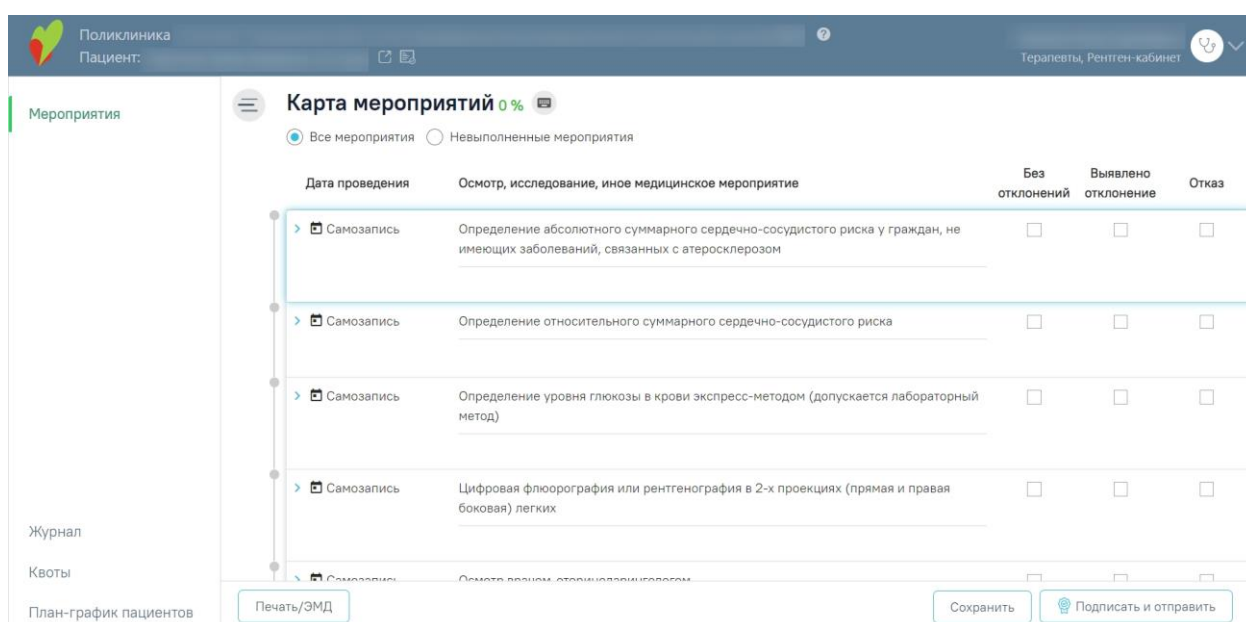 Поликлиника
Пациент:
Терапевты, Рентген-кабинет
Мероприятия
Карта мероприятий 0 %
Все мероприятия Невыполненные мероприятия
Дата проведения Осмотр, исследование, иное медицинское мероприятие Без отклонений Выявлено отклонение Отказ
Самозапись Определение абсолютного суммарного сердечно-сосудистого риска у граждан, не
имеющих заболеваний, связанных с атеросклерозом
Самозапись Определение относительного суммарного сердечно-сосудистого риска
Самозапись Определение уровня глюкозы в крови экспресс-методом (допускается лабораторный
метод)
Самозапись Цифровая флюорография или рентгенография в 2-х проекциях (прямая и правая
боковая) легких
Самозапись Осмотр врачом-оториноларингологом
Журнал
Квоты
План-график пациентов
Печать/ЭМД Сохранить Подписать и отправить